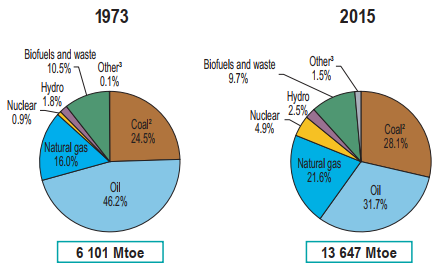 1973
Biofuels and waste
10.5%
Other³
0.1%
Hydro
1.8%
Nuclear
0.9%
Coal²
24.5%
Natural gas
16.0%
Oil
46.2%
6 101 Mtoe
2015
Biofuels and waste
9.7%
Other³
1.5%
Hydro
2.5%
Nuclear
4.9%
Coal²
28.1%
Natural gas
21.6%
Oil
31.7%
13 647 Mtoe